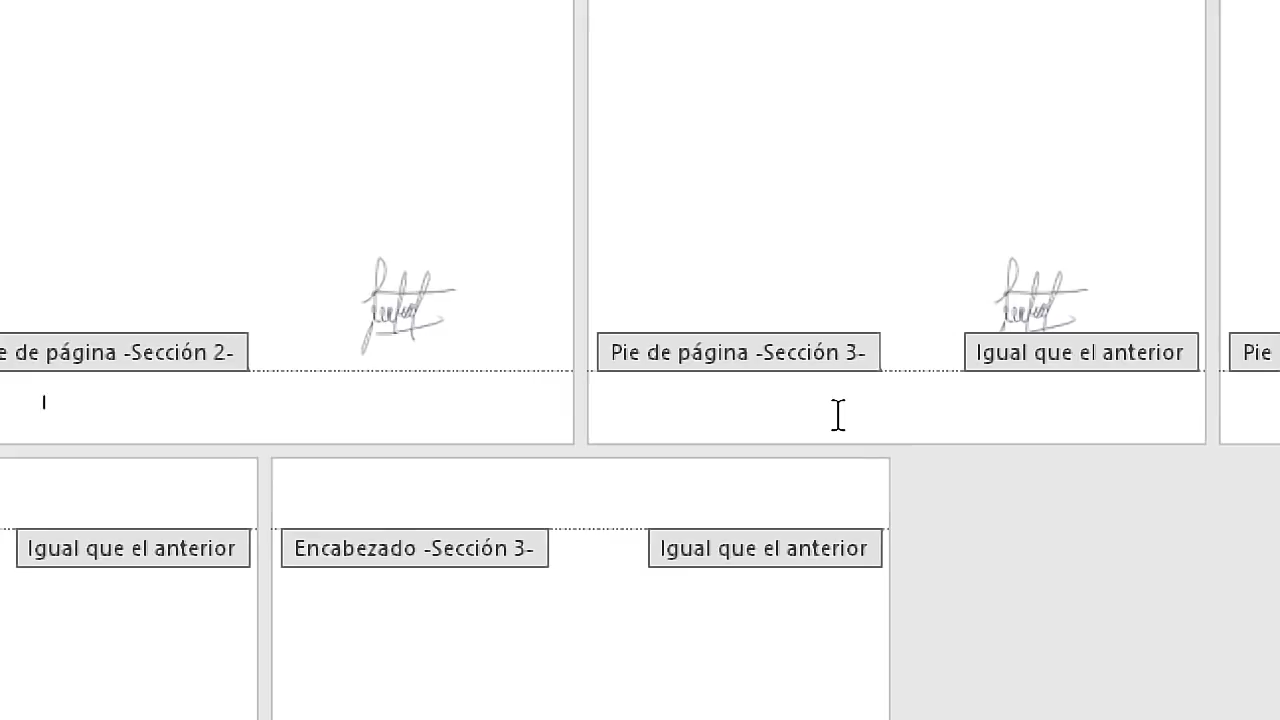 e de página -Sección 2-
Pie de página -Sección 3-
Igual que el anterior
Pie
Igual que el anterior
Encabezado -Sección 3-
Igual que el anterior